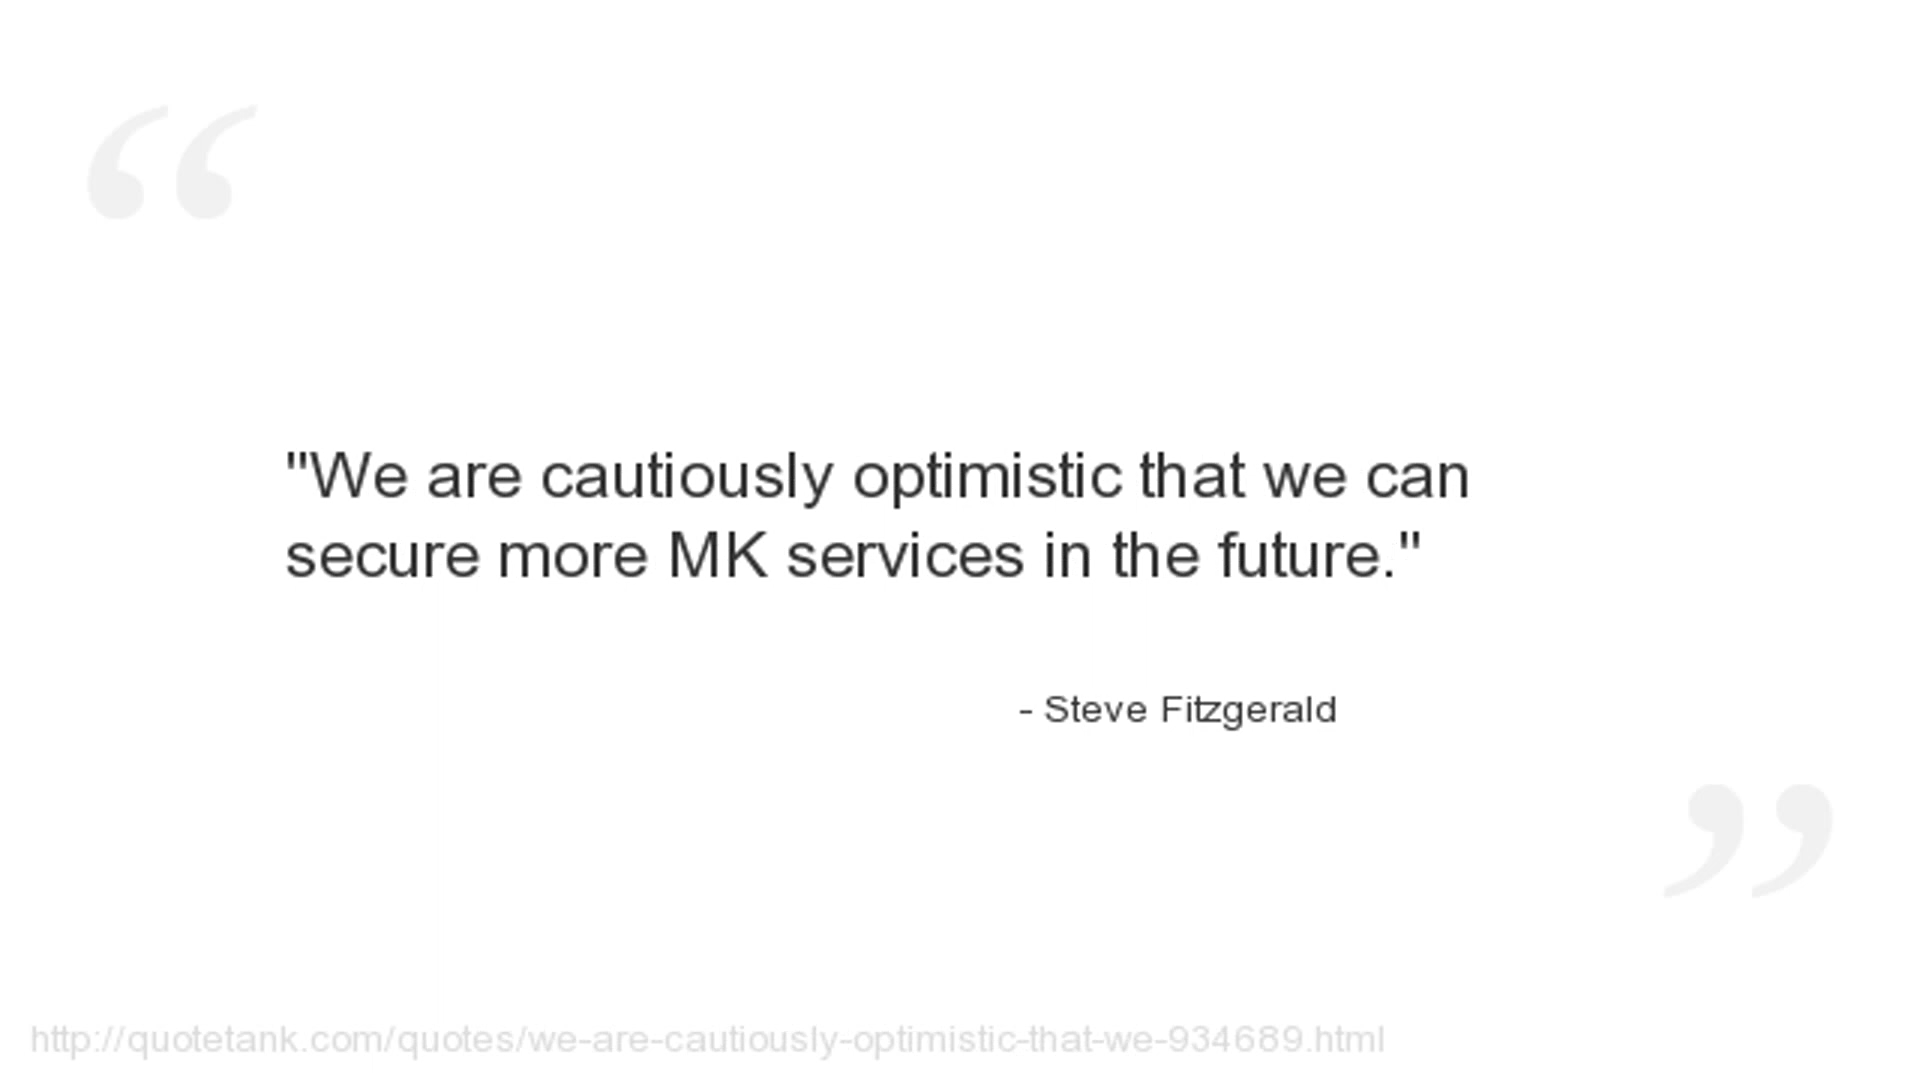 "We are cautiously optimistic that we can
secure more MK services in the future."
- Steve Fitzgerald
http://quotetank.com/quotes/we-are-cautiously-optimistic-that-we-934689.html